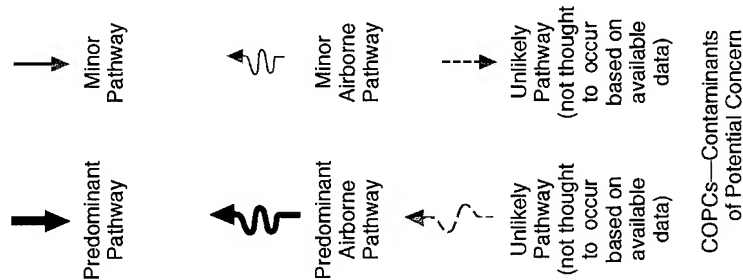 Predominant
Pathway
Minor
Pathway
Predominant
Airborne
Pathway
Minor
Airborne
Pathway
Unlikely
Pathway
(not thought
to occur
based on
available
data)
Unlikely
Pathway
(not thought
to occur
based on
available
data)
COPCs—Contaminants
of Potential Concern